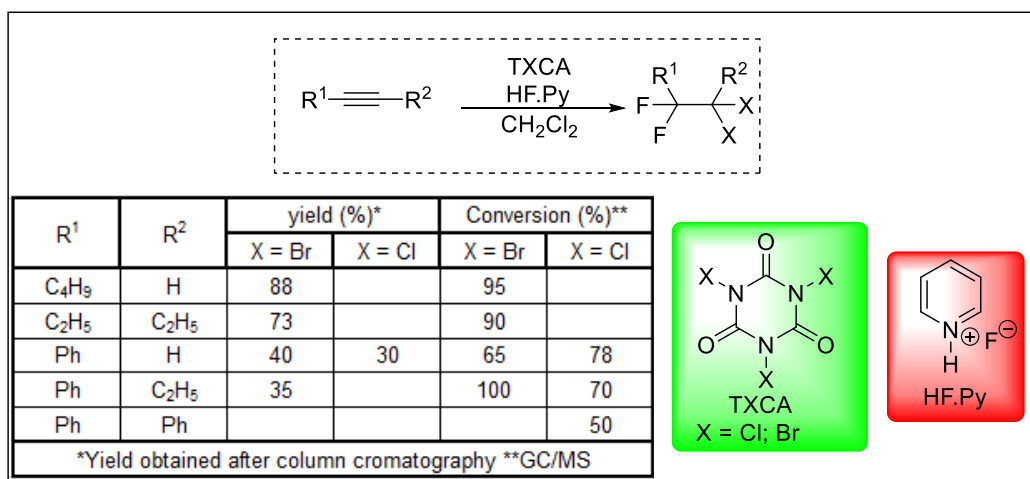 R¹ R²
TXCA
HF.Py
CH₂Cl₂
R¹ R²
F X
F X
R¹ R² yield (%)* Conversion (%)**
X = Br X = Cl X = Br X = Cl
C₄H₉ H 88 95
C₂H₅ C₂H₅ 73 90
Ph H 40 30 65 78
Ph C₂H₅ 35 100 70
Ph Ph 50
*Yield obtained after column cromatography **GC/MS
O
X X
N N
O N O
X
TXCA
X = Cl; Br
N ⊕ F⊖
H
HF.Py